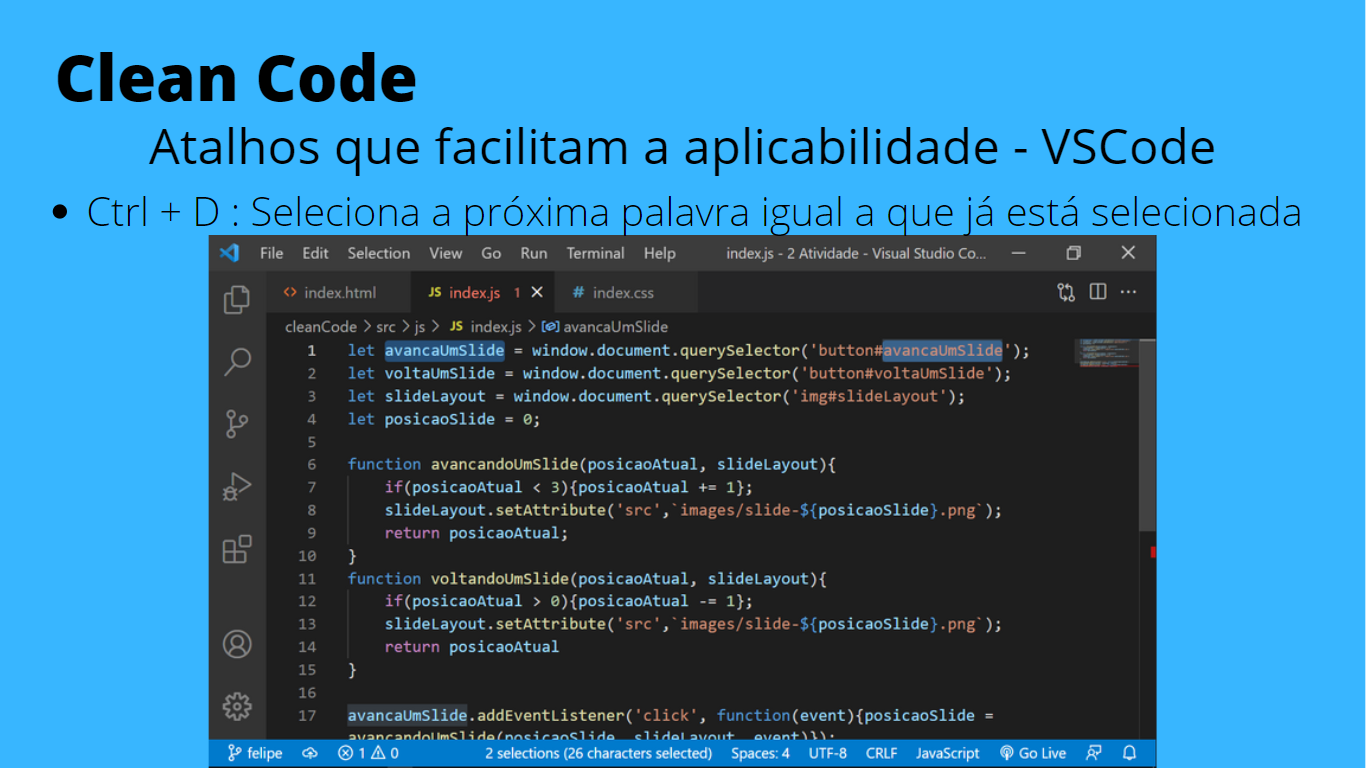 Clean Code
Atalhos que facilitam a aplicabilidade - VSCode
• Ctrl + D : Seleciona a próxima palavra igual a que já está selecionada
File Edit Selection View Go Run Terminal Help index.js - 2 Atividade - Visual Studio Co...
<> index.html JS index.js 1 # index.css
cleanCode > src > js > JS index.js > avancaUmSlide
1 let avancaUmSlide = window.document.querySelector('button#avancaUmSlide');
2 let voltaUmSlide = window.document.querySelector('button#voltaUmSlide');
3 let slideLayout = window.document.querySelector('img#slideLayout');
4 let posicaoSlide = 0;
5
6 function avancandoUmSlide(posicaoAtual, slideLayout){
7 if(posicaoAtual < 3){posicaoAtual += 1};
8 slideLayout.setAttribute('src',`images/slide-${posicaoSlide}.png`);
9 return posicaoAtual;
10 }
11 function voltandoUmSlide(posicaoAtual, slideLayout){
12 if(posicaoAtual > 0){posicaoAtual -= 1};
13 slideLayout.setAttribute('src',`images/slide-${posicaoSlide}.png`);
14 return posicaoAtual
15 }
16
17 avancaUmSlide.addEventListener('click', function(event){posicaoSlide =
avancandoUmSlide(posicaoSlide, slideLayout, event)});
felipe 1 0 2 selections (26 characters selected) Spaces: 4 UTF-8 CRLF JavaScript Go Live